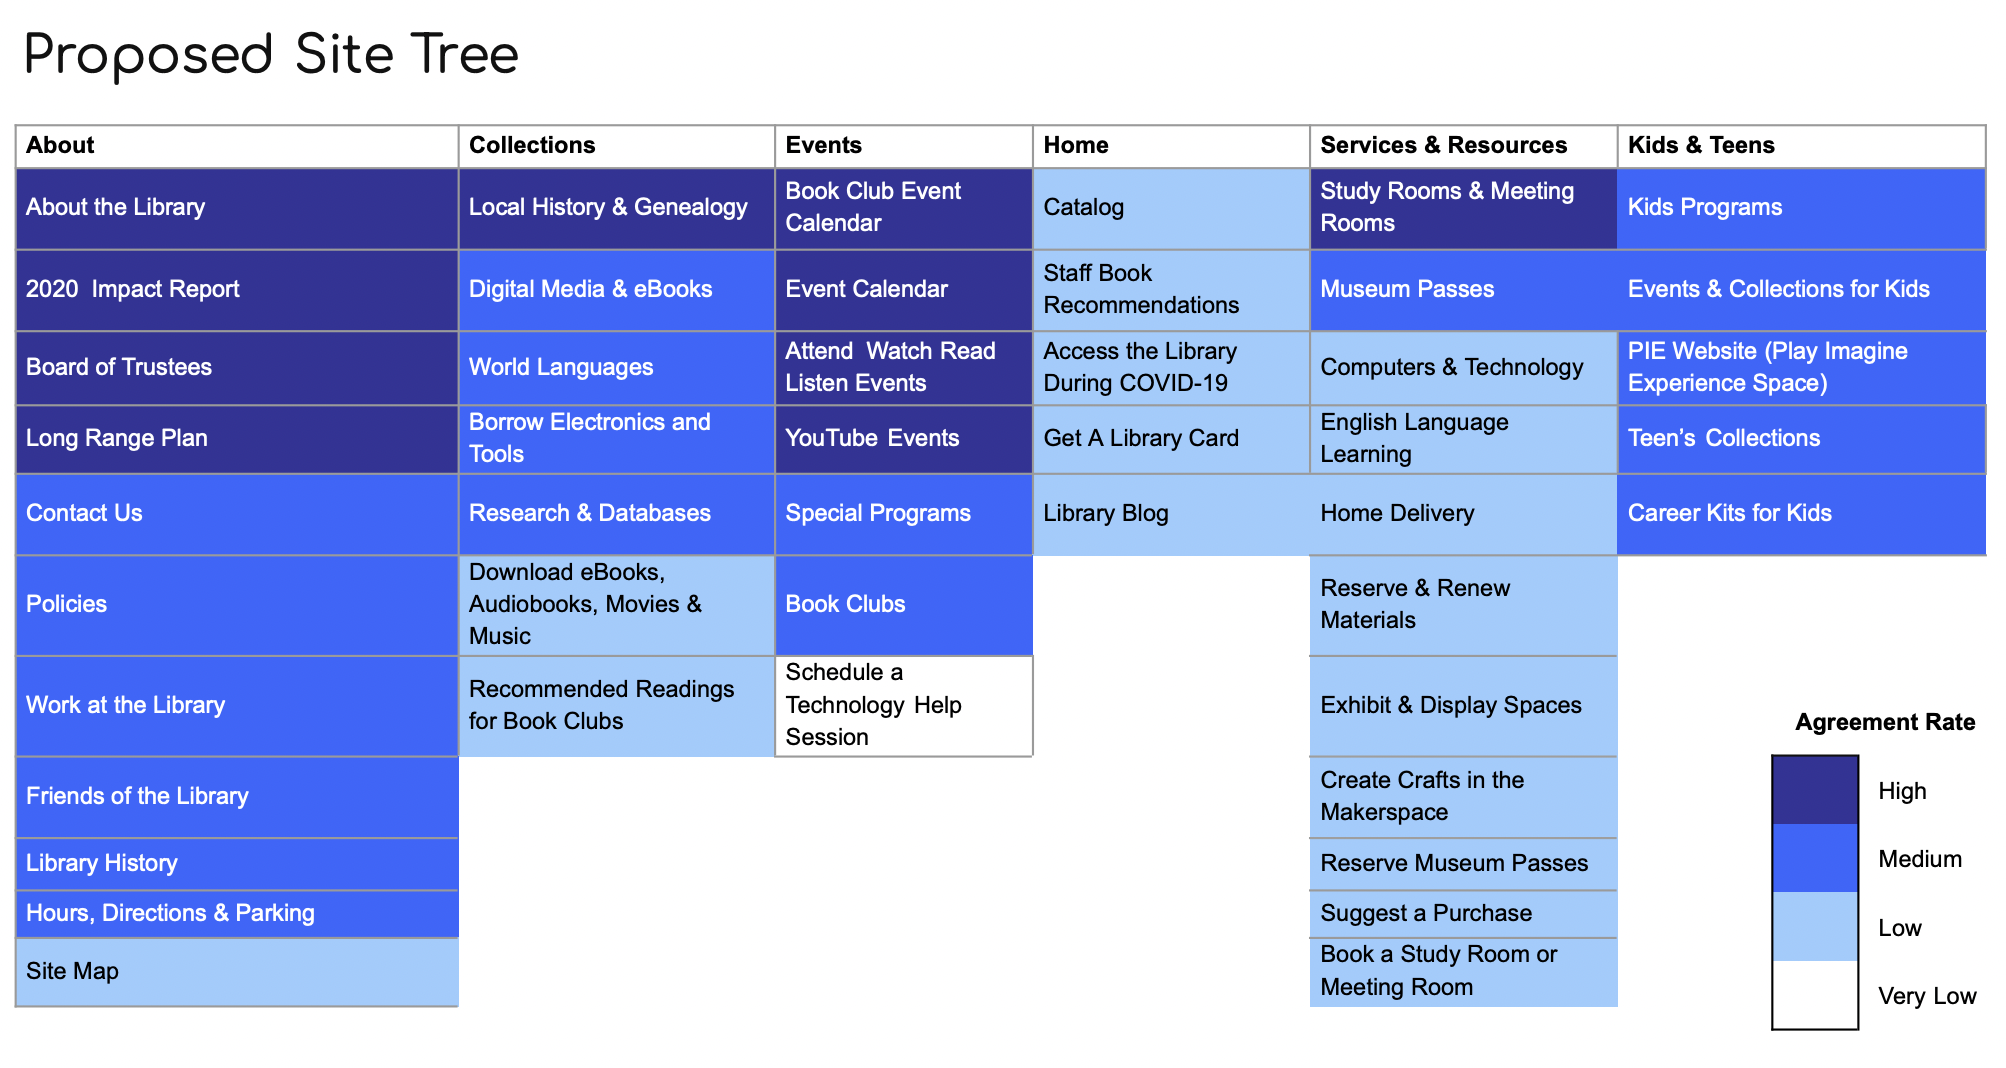 Proposed Site Tree
About
Collections
Events
Home
Services & Resources
Kids & Teens
About the Library
Local History & Genealogy
Book Club Event
Calendar
Catalog
Study Rooms & Meeting
Rooms
Kids Programs
2020 Impact Report
Digital Media & eBooks
Event Calendar
Staff Book
Recommendations
Museum Passes
Events & Collections for Kids
Board of Trustees
World Languages
Attend Watch Read
Listen Events
Access the Library
During COVID-19
Computers & Technology
PIE Website (Play Imagine
Experience Space)
Long Range Plan
Borrow Electronics and
Tools
YouTube Events
Get A Library Card
English Language
Learning
Teen’s Collections
Contact Us
Research & Databases
Special Programs
Library Blog
Home Delivery
Career Kits for Kids
Policies
Download eBooks,
Audiobooks, Movies &
Music
Book Clubs
Reserve & Renew
Materials
Work at the Library
Recommended Readings
for Book Clubs
Schedule a
Technology Help
Session
Exhibit & Display Spaces
Friends of the Library
Create Crafts in the
Makerspace
Library History
Reserve Museum Passes
Hours, Directions & Parking
Suggest a Purchase
Site Map
Book a Study Room or
Meeting Room
Agreement Rate
High
Medium
Low
Very Low